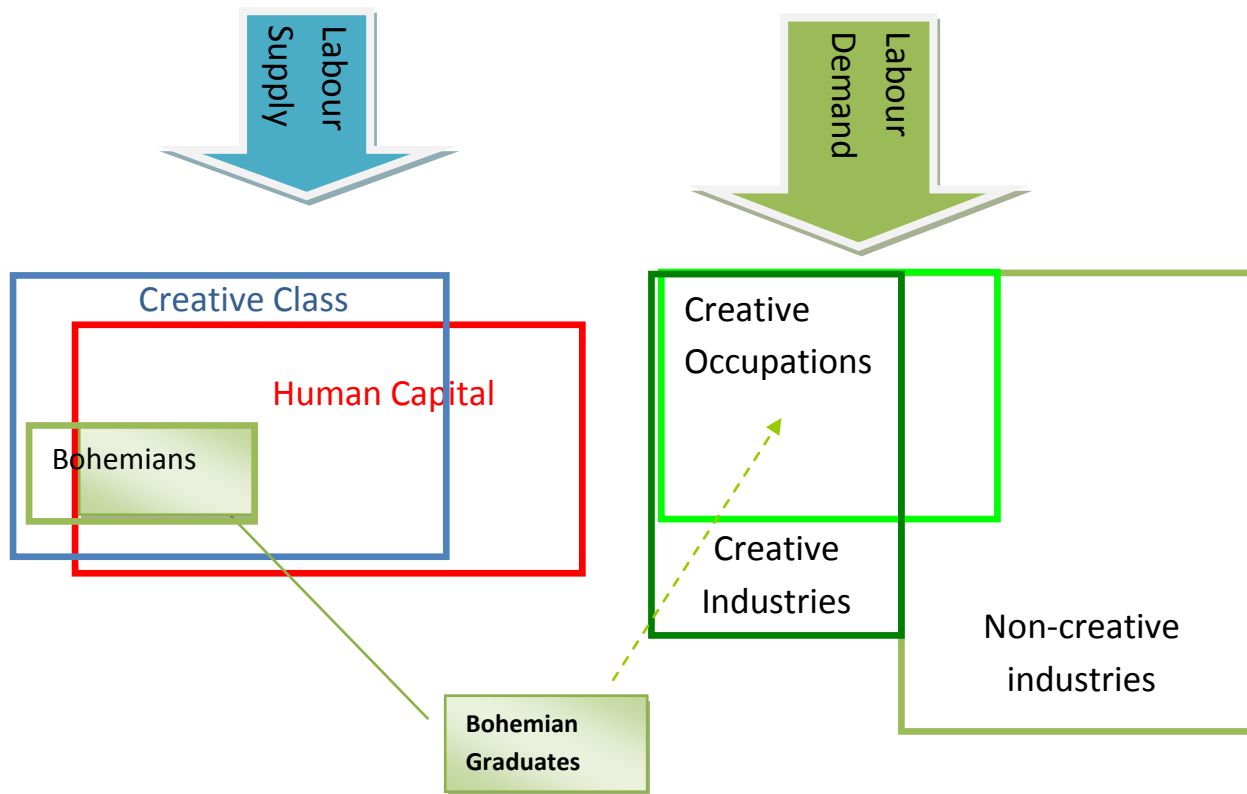 Labour
Supply
Labour
Demand
Creative Class
Human Capital
Bohemians
Creative
Occupations
Creative
Industries
Non-creative
industries
Bohemian
Graduates